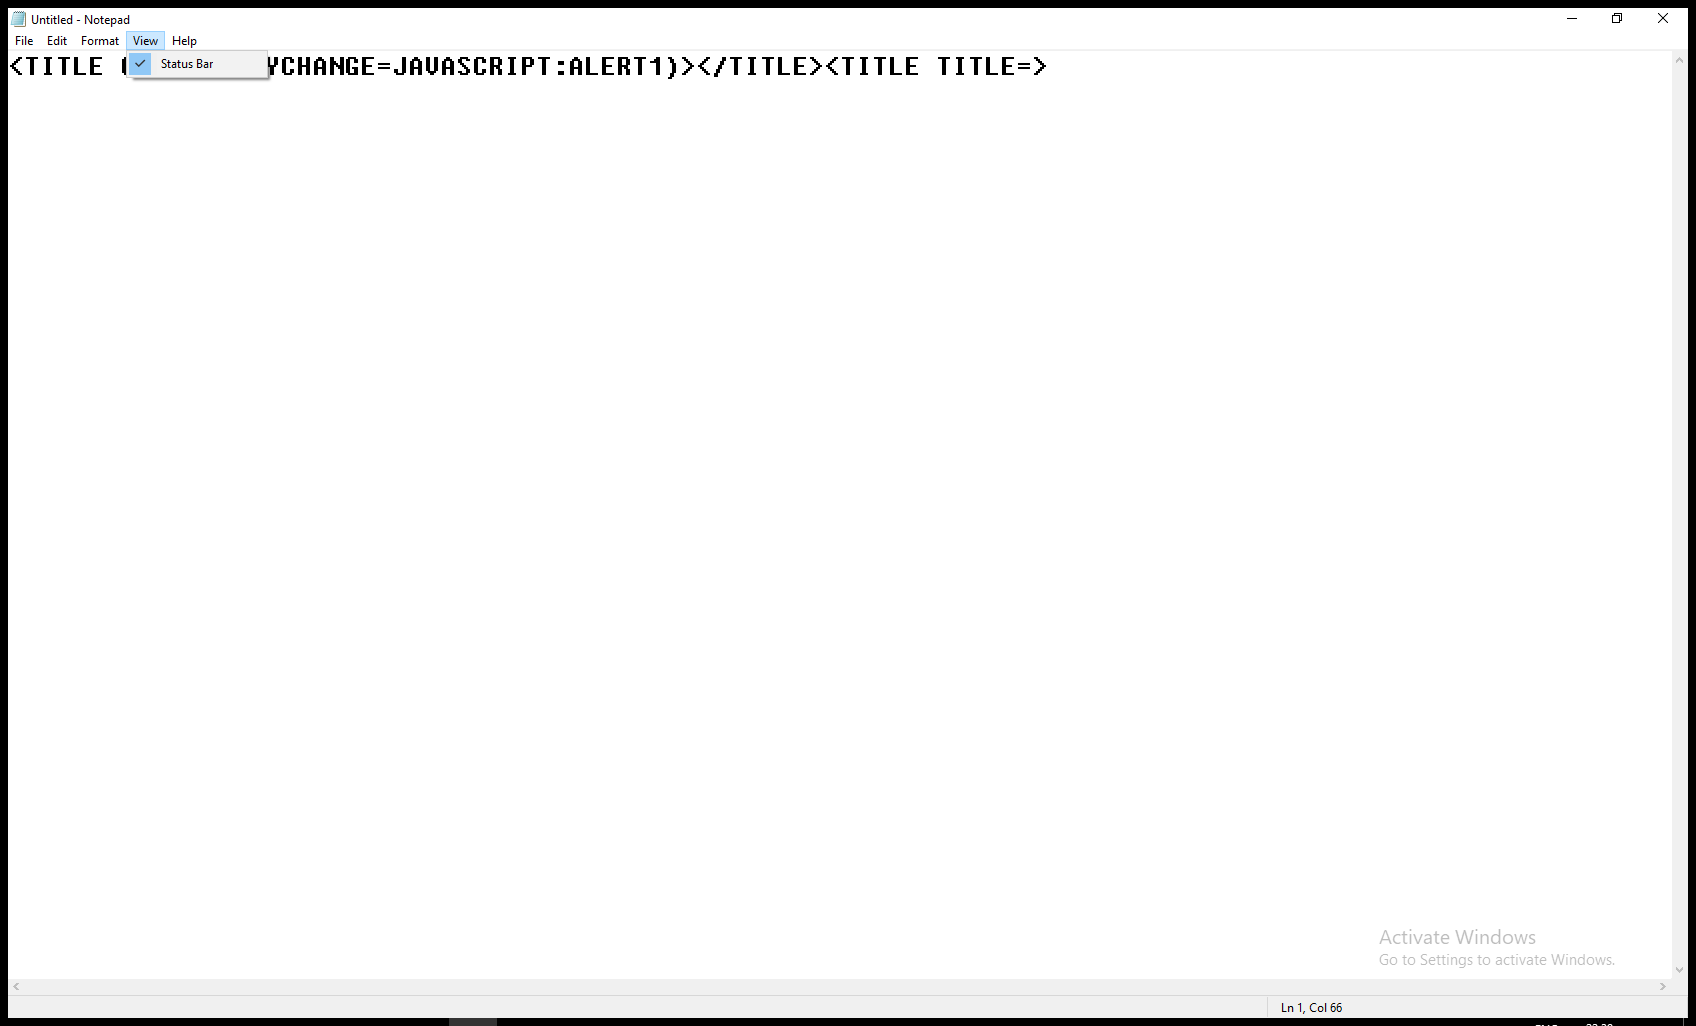 Untitled - Notepad
File Edit Format View Help
Status Bar
<TITLE ( YCHANGE=JAVASCRIPT:ALERT1)></TITLE><TITLE TITLE=>
Activate Windows
Go to Settings to activate Windows.
Ln 1, Col 66